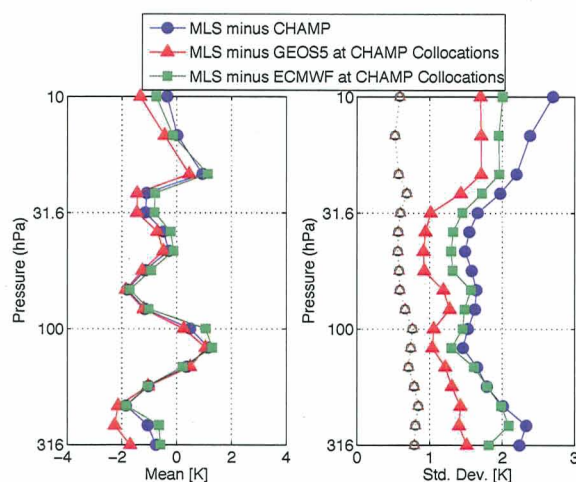 MLS minus CHAMP
MLS minus GEOS5 at CHAMP Collocations
MLS minus ECMWF at CHAMP Collocations
10
31.6
100
316
Pressure (hPa)
−4
−2
0
2
4
Mean [K]
10
31.6
100
316
Pressure (hPa)
0
1
2
3
Std. Dev. [K]